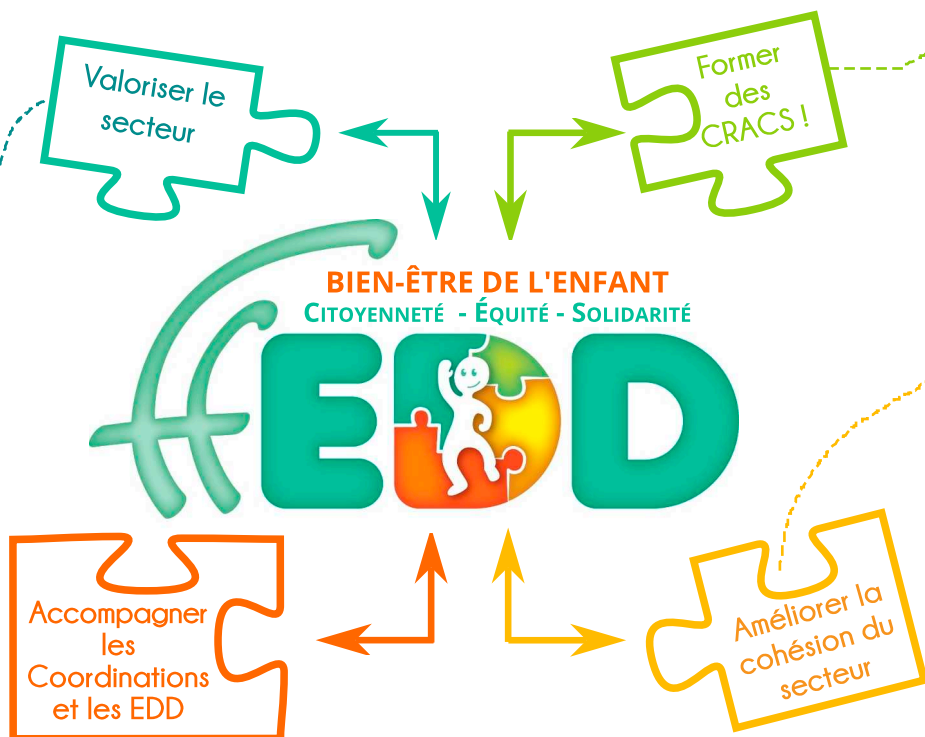 Valoriser le
secteur
Former
des
CRACS !
BIEN-ÊTRE DE L'ENFANT
CITOYENNETÉ - ÉQUITÉ - SOLIDARITÉ
ffEDD
Accompagner
les
Coordinations
et les EDD
Améliorer la
cohésion du
secteur